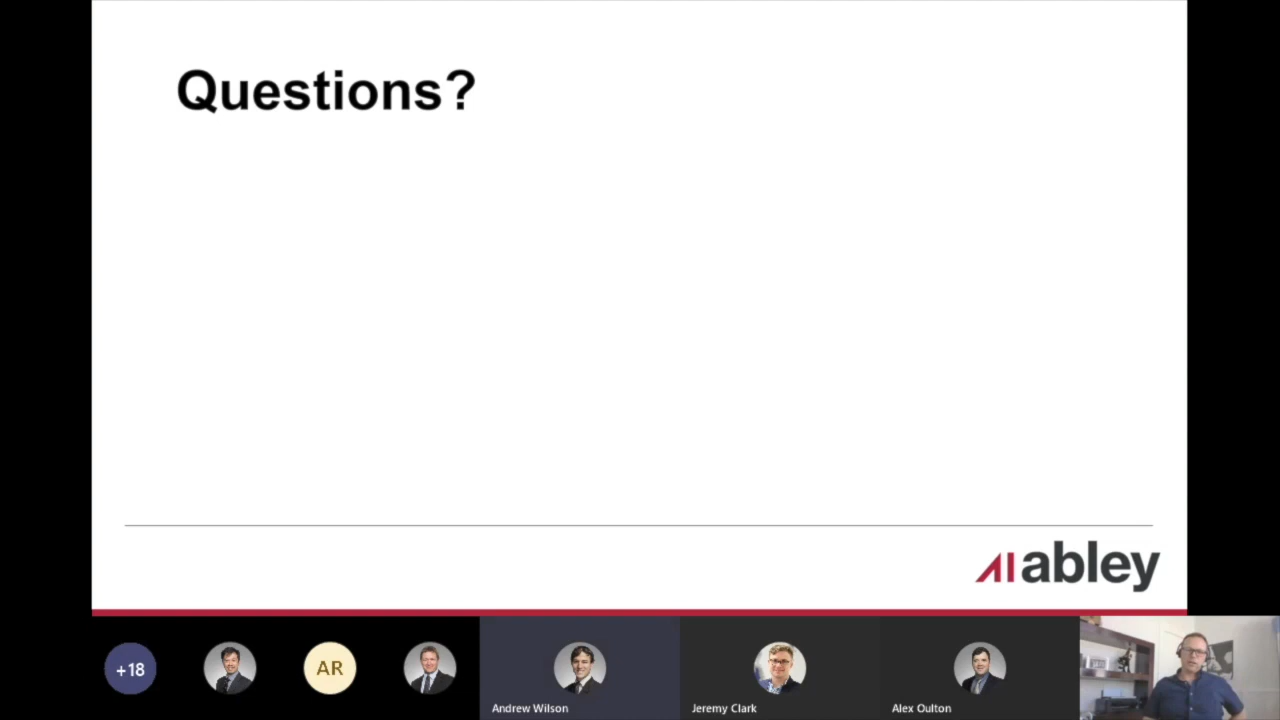 Questions?
abley
+18
AR
Andrew Wilson
Jeremy Clark
Alex Oulton